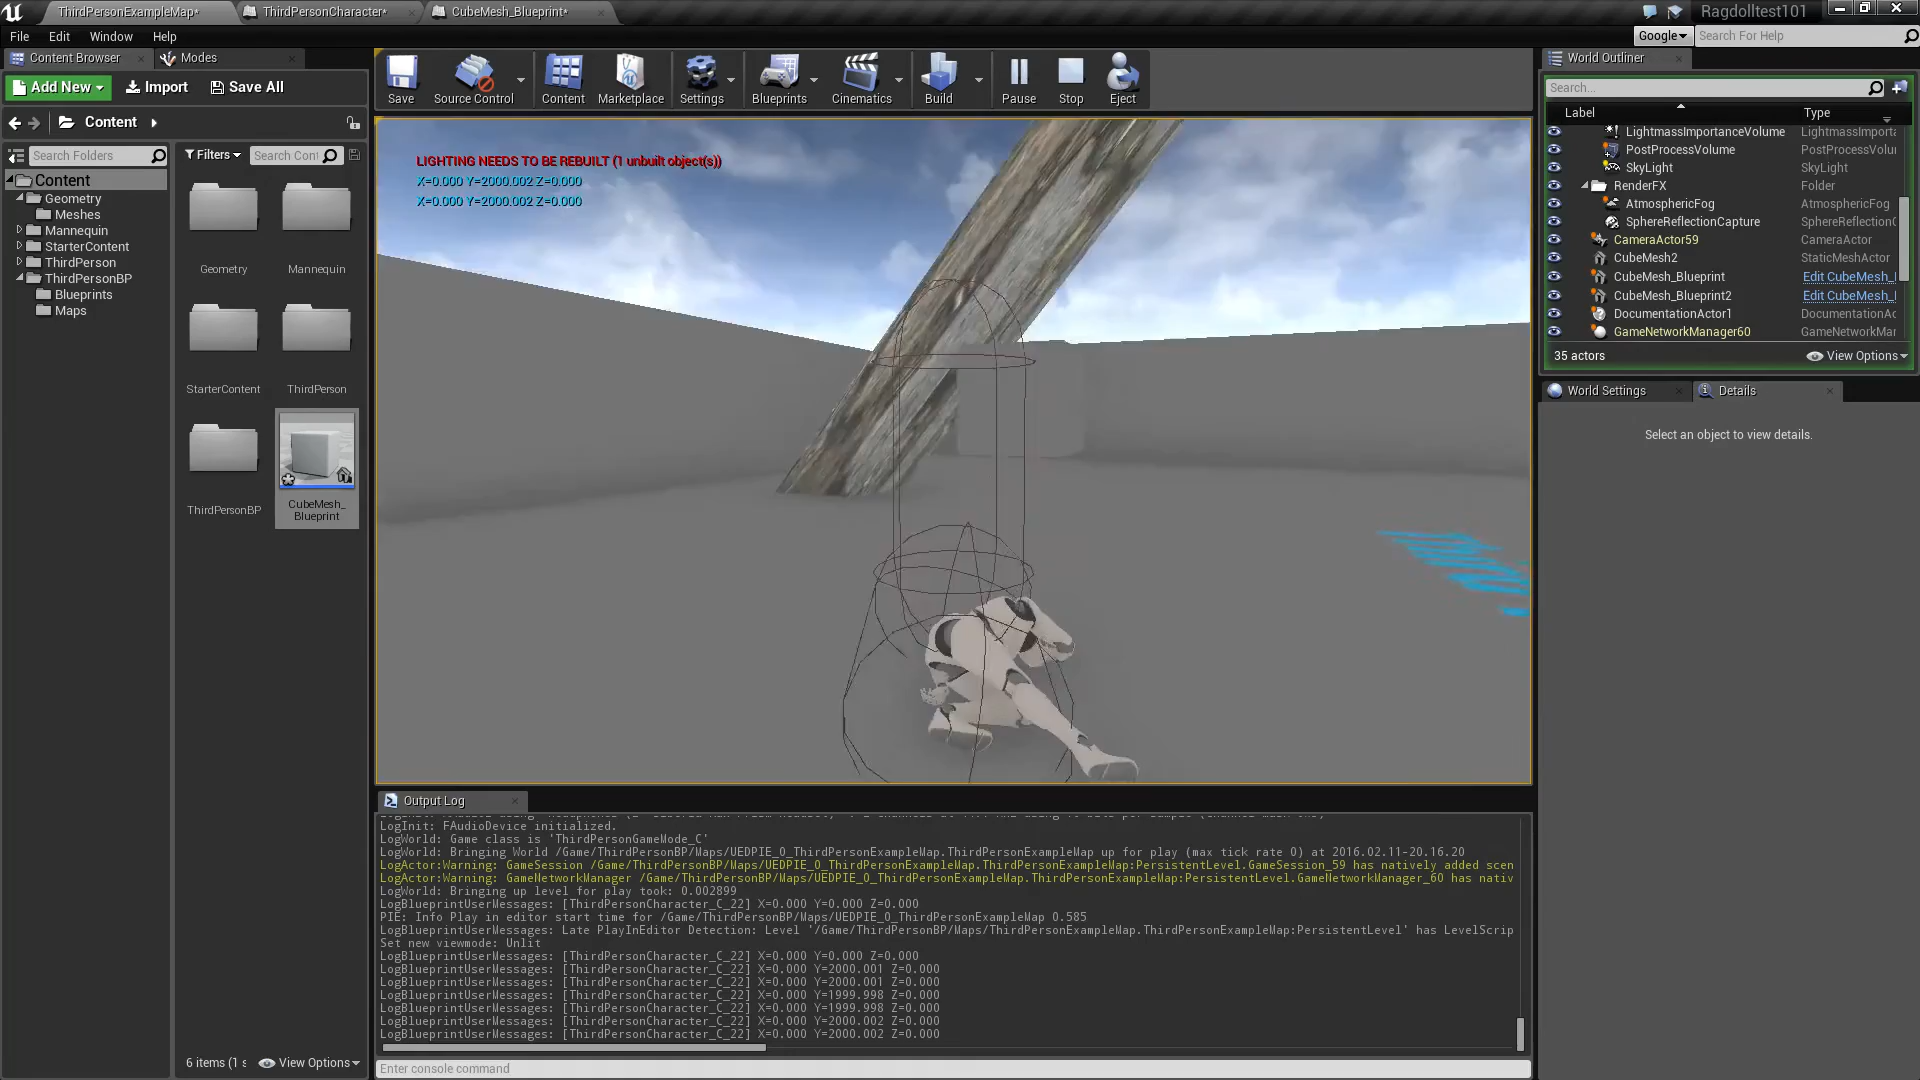 ThirdPersonExampleMap*
ThirdPersonCharacter*
CubeMesh_Blueprint*
Ragdolltest101
File Edit Window Help
Google
Search For Help
Content Browser
Modes
Add New
Import
Save All
Content
Search Folders
Filters
Search Cont
Content
Geometry
Meshes
Mannequin
StarterContent
ThirdPerson
ThirdPersonBP
Blueprints
Maps
Geometry
Mannequin
StarterContent
ThirdPerson
ThirdPersonBP
CubeMesh_
Blueprint
6 items (1 s
View Options
Save
Source Control
Content
Marketplace
Settings
Blueprints
Cinematics
Build
Pause
Stop
Eject
LIGHTING NEEDS TO BE REBUILT (1 unbuilt object(s))
X=0.000 Y=2000.002 Z=0.000
X=0.000 Y=2000.002 Z=0.000
Output Log
LogInit: FAudioDevice initialized.
LogWorld: Game class is 'ThirdPersonGameMode_C'
LogWorld: Bringing World /Game/ThirdPersonBP/Maps/UEDPIE_0_ThirdPersonExampleMap.ThirdPersonExampleMap up for play (max tick rate 0) at 2016.02.11-20.16.20
LogActor:Warning: GameSession /Game/ThirdPersonBP/Maps/UEDPIE_0_ThirdPersonExampleMap.ThirdPersonExampleMap:PersistentLevel.GameSession_59 has natively added scen
LogActor:Warning: GameNetworkManager /Game/ThirdPersonBP/Maps/UEDPIE_0_ThirdPersonExampleMap.ThirdPersonExampleMap:PersistentLevel.GameNetworkManager_60 has nativ
LogWorld: Bringing up level for play took: 0.002899
LogBlueprintUserMessages: [ThirdPersonCharacter_C_22] X=0.000 Y=0.000 Z=0.000
PIE: Info Play in editor start time for /Game/ThirdPersonBP/Maps/UEDPIE_0_ThirdPersonExampleMap 0.585
LogBlueprintUserMessages: Late PlayInEditor Detection: Level '/Game/ThirdPersonBP/Maps/ThirdPersonExampleMap.ThirdPersonExampleMap:PersistentLevel' has LevelScrip
Set new viewmode: Unlit
LogBlueprintUserMessages: [ThirdPersonCharacter_C_22] X=0.000 Y=0.000 Z=0.000
LogBlueprintUserMessages: [ThirdPersonCharacter_C_22] X=0.000 Y=2000.001 Z=0.000
LogBlueprintUserMessages: [ThirdPersonCharacter_C_22] X=0.000 Y=2000.001 Z=0.000
LogBlueprintUserMessages: [ThirdPersonCharacter_C_22] X=0.000 Y=1999.998 Z=0.000
LogBlueprintUserMessages: [ThirdPersonCharacter_C_22] X=0.000 Y=1999.998 Z=0.000
LogBlueprintUserMessages: [ThirdPersonCharacter_C_22] X=0.000 Y=2000.002 Z=0.000
LogBlueprintUserMessages: [ThirdPersonCharacter_C_22] X=0.000 Y=2000.002 Z=0.000
Enter console command
World Outliner
Search...
Label Type
LightmassImportanceVolume LightmassImporta
PostProcessVolume PostProcessVolur
SkyLight SkyLight
RenderFX Folder
AtmosphericFog AtmosphericFog
SphereReflectionCapture SphereReflectionC
CameraActor59 CameraActor
CubeMesh2 StaticMeshActor
CubeMesh_Blueprint Edit CubeMesh_
CubeMesh_Blueprint2 Edit CubeMesh_
DocumentationActor1 DocumentationAc
GameNetworkManager60 GameNetworkMar
35 actors
View Options
World Settings
Details
Select an object to view details.